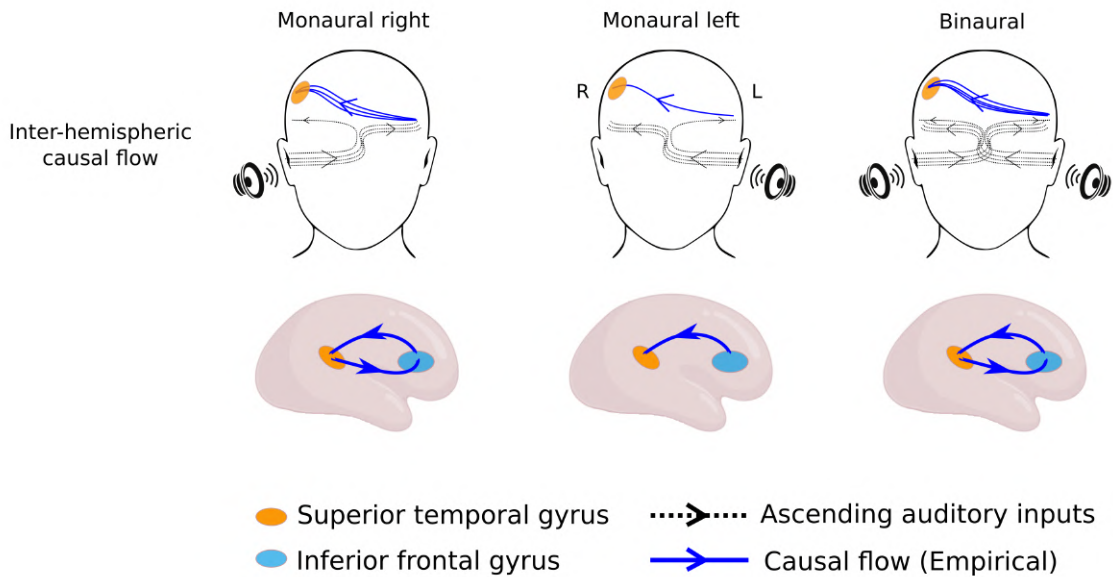 Monaural right
Monaural left
Binaural
R
L
Inter-hemispheric
causal flow
Superior temporal gyrus
Ascending auditory inputs
Inferior frontal gyrus
Causal flow (Empirical)